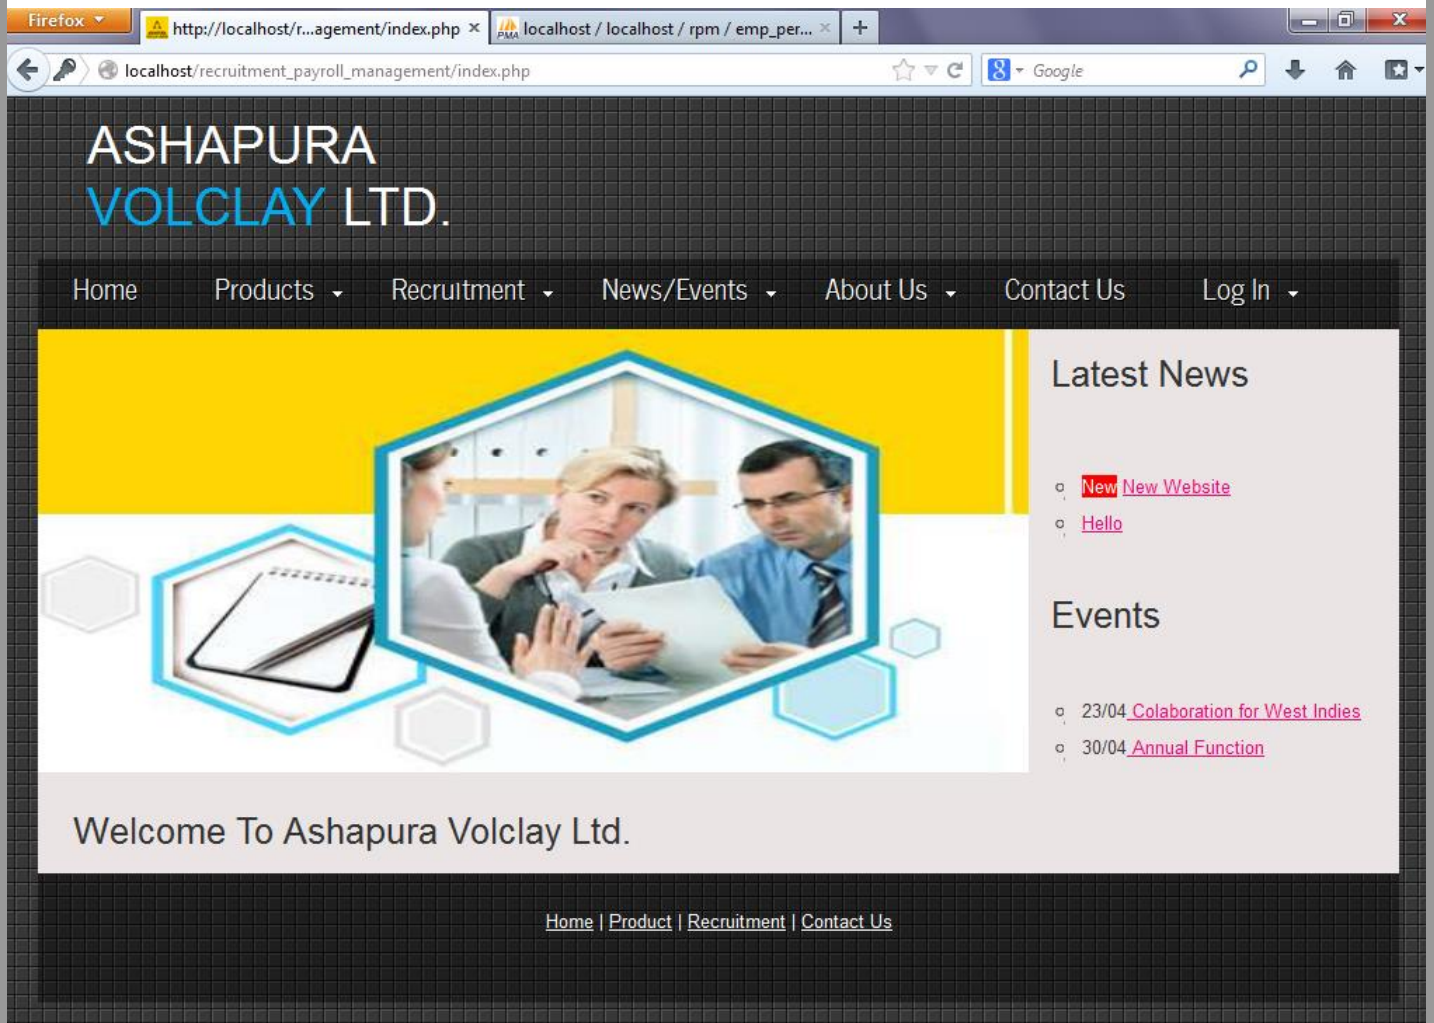 Firefox
http://localhost/r...agement/index.php
localhost / localhost / rpm / emp_per...
localhost/recruitment_payroll_management/index.php
Google
ASHAPURA
VOLCLAY LTD.
Home Products Recruitment News/Events About Us Contact Us Log In
Latest News
New New Website
Hello
Events
23/04 Colaboration for West Indies
30/04 Annual Function
Welcome To Ashapura Volclay Ltd.
Home | Product | Recruitment | Contact Us